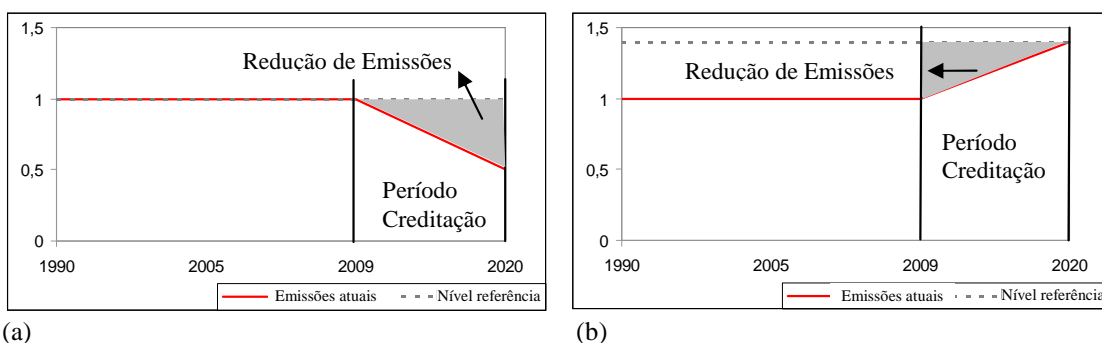 1,5
Redução de Emissões
1
0,5
Período
Creditação
0
1990 2005 2009 2020
Emissões atuais Nível referência
(a)
1,5
Redução de Emissões
1
Período
Creditação
0,5
0
1990 2005 2009 2020
Emissões atuais Nível referência
(b)